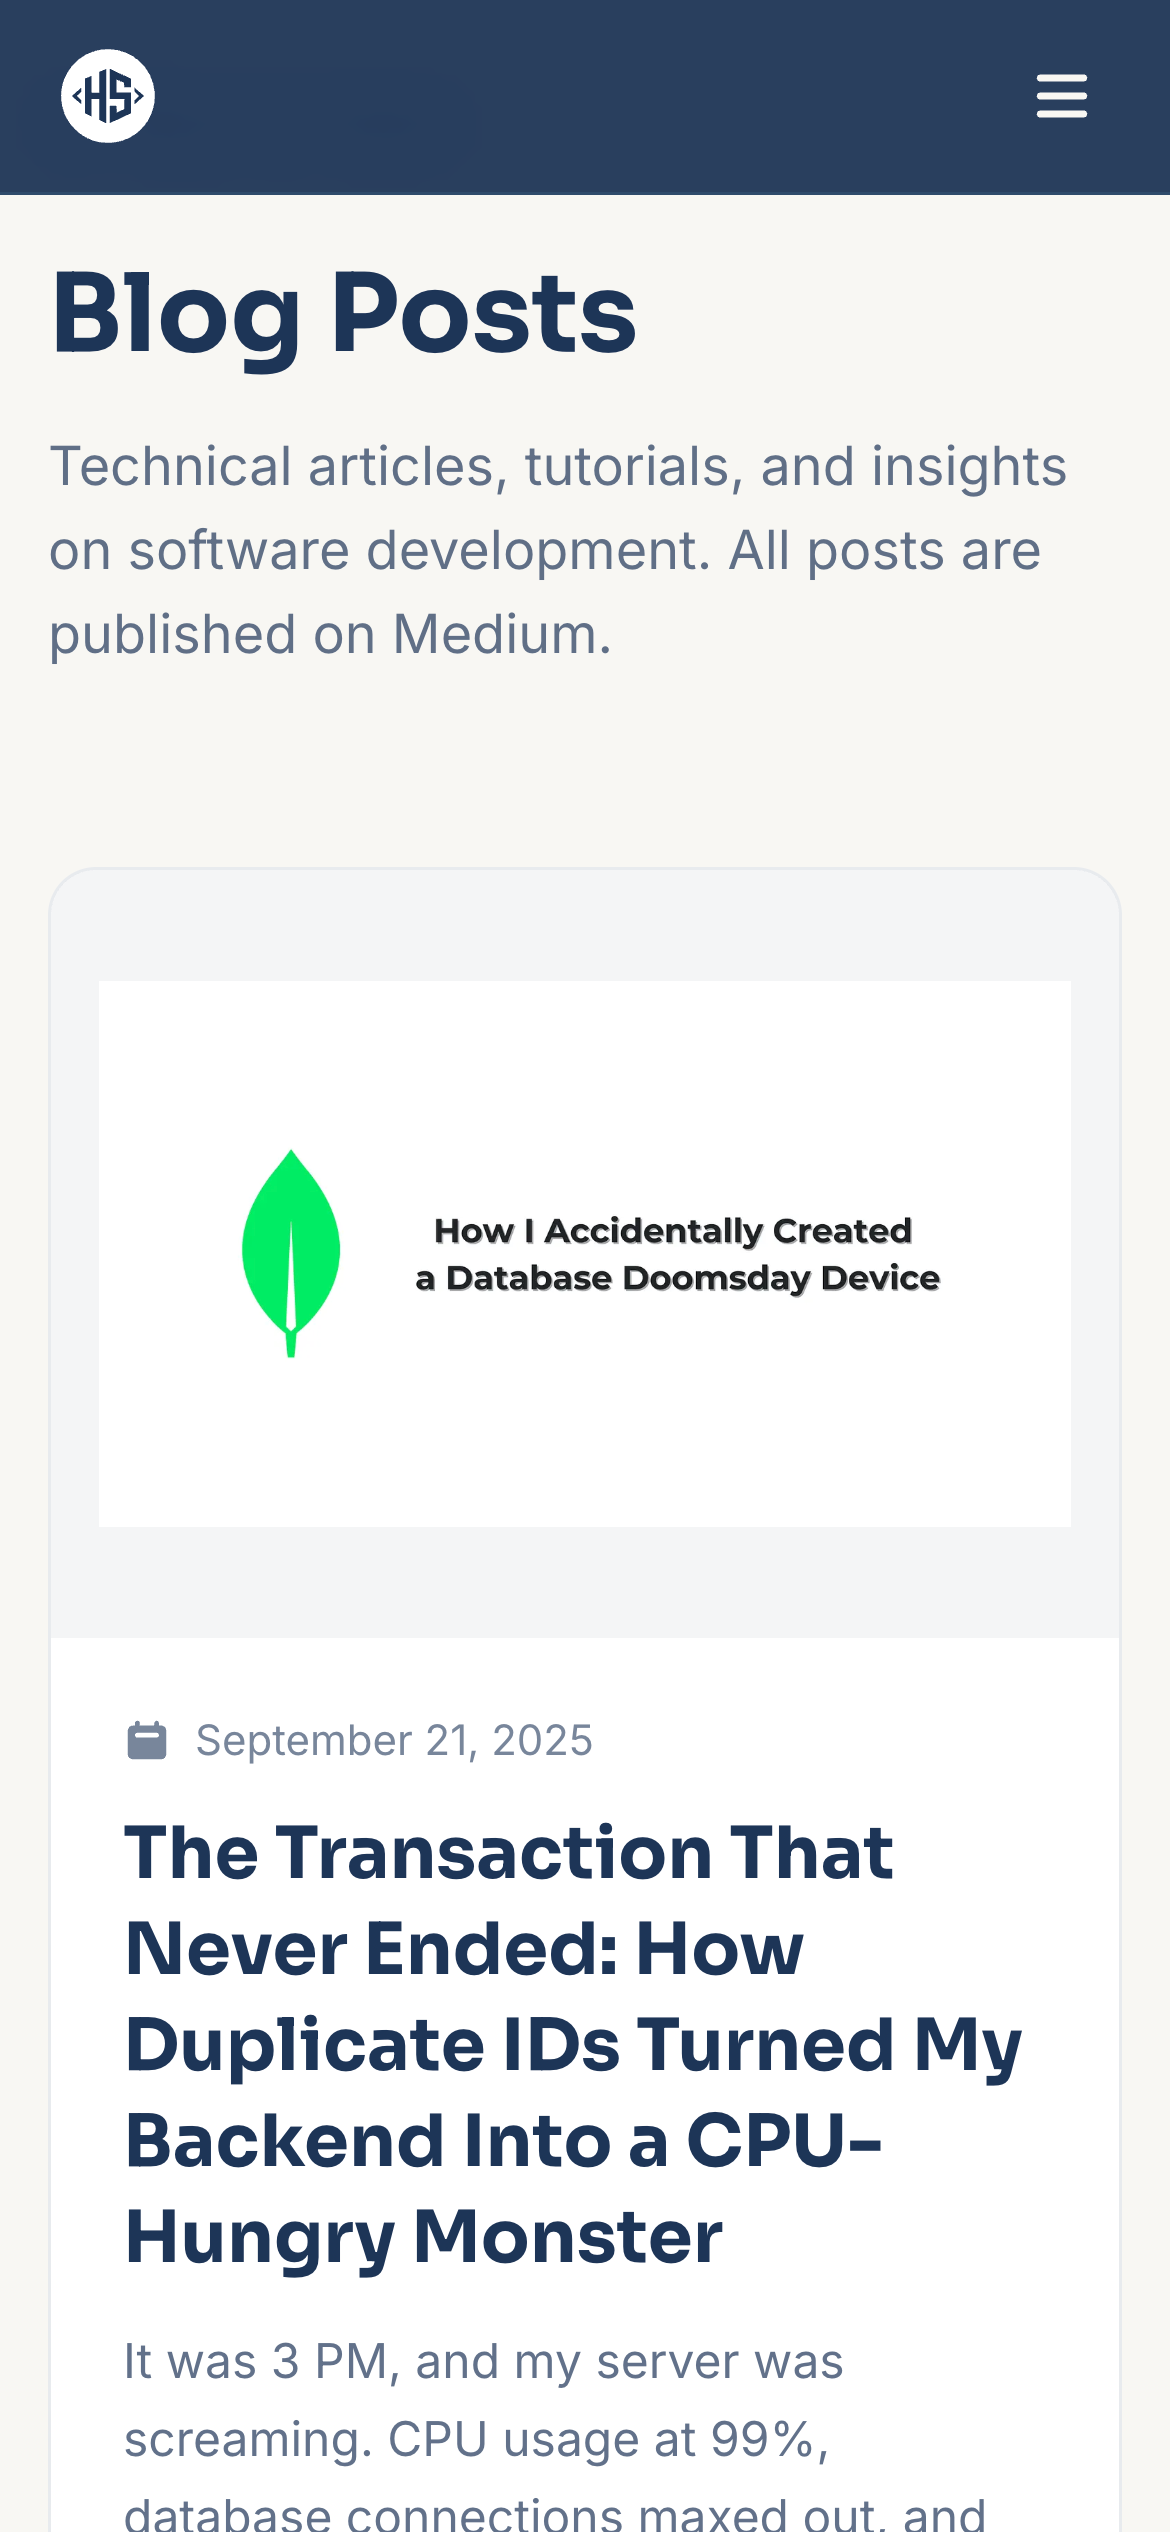 <HS>
Blog Posts
Technical articles, tutorials, and insights
on software development. All posts are
published on Medium.
How I Accidentally Created
a Database Doomsday Device
September 21, 2025
The Transaction That
Never Ended: How
Duplicate IDs Turned My
Backend Into a CPU-
Hungry Monster
It was 3 PM, and my server was
screaming. CPU usage at 99%,
database connections maxed out, and